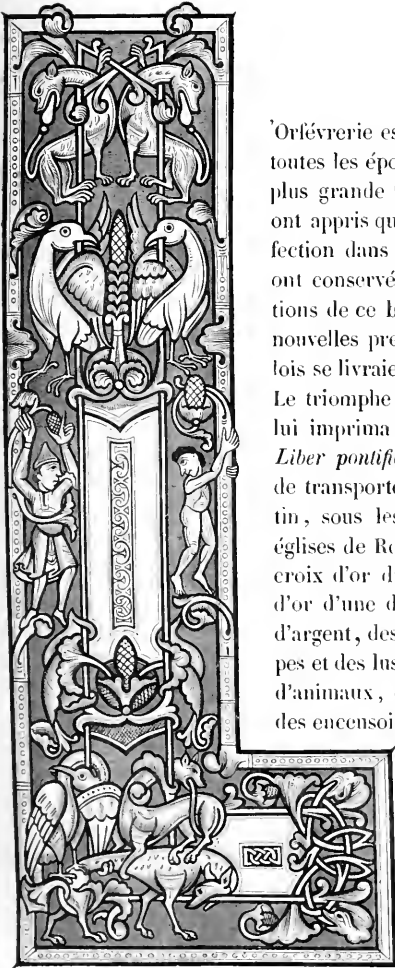 L
'Orfévrerie es
toutes les épo
plus grande
ont appris qu
fection dans
ont conservé
tions de ce b
nouvelles pre
lois se livraie
Le triomphe
lui imprima
Liber pontifi
de transporte
tin, sous les
églises de Ro
croix d'or d
d'or d'une d
d'argent, des
pes et des lus
d'animaux,
des encensoi